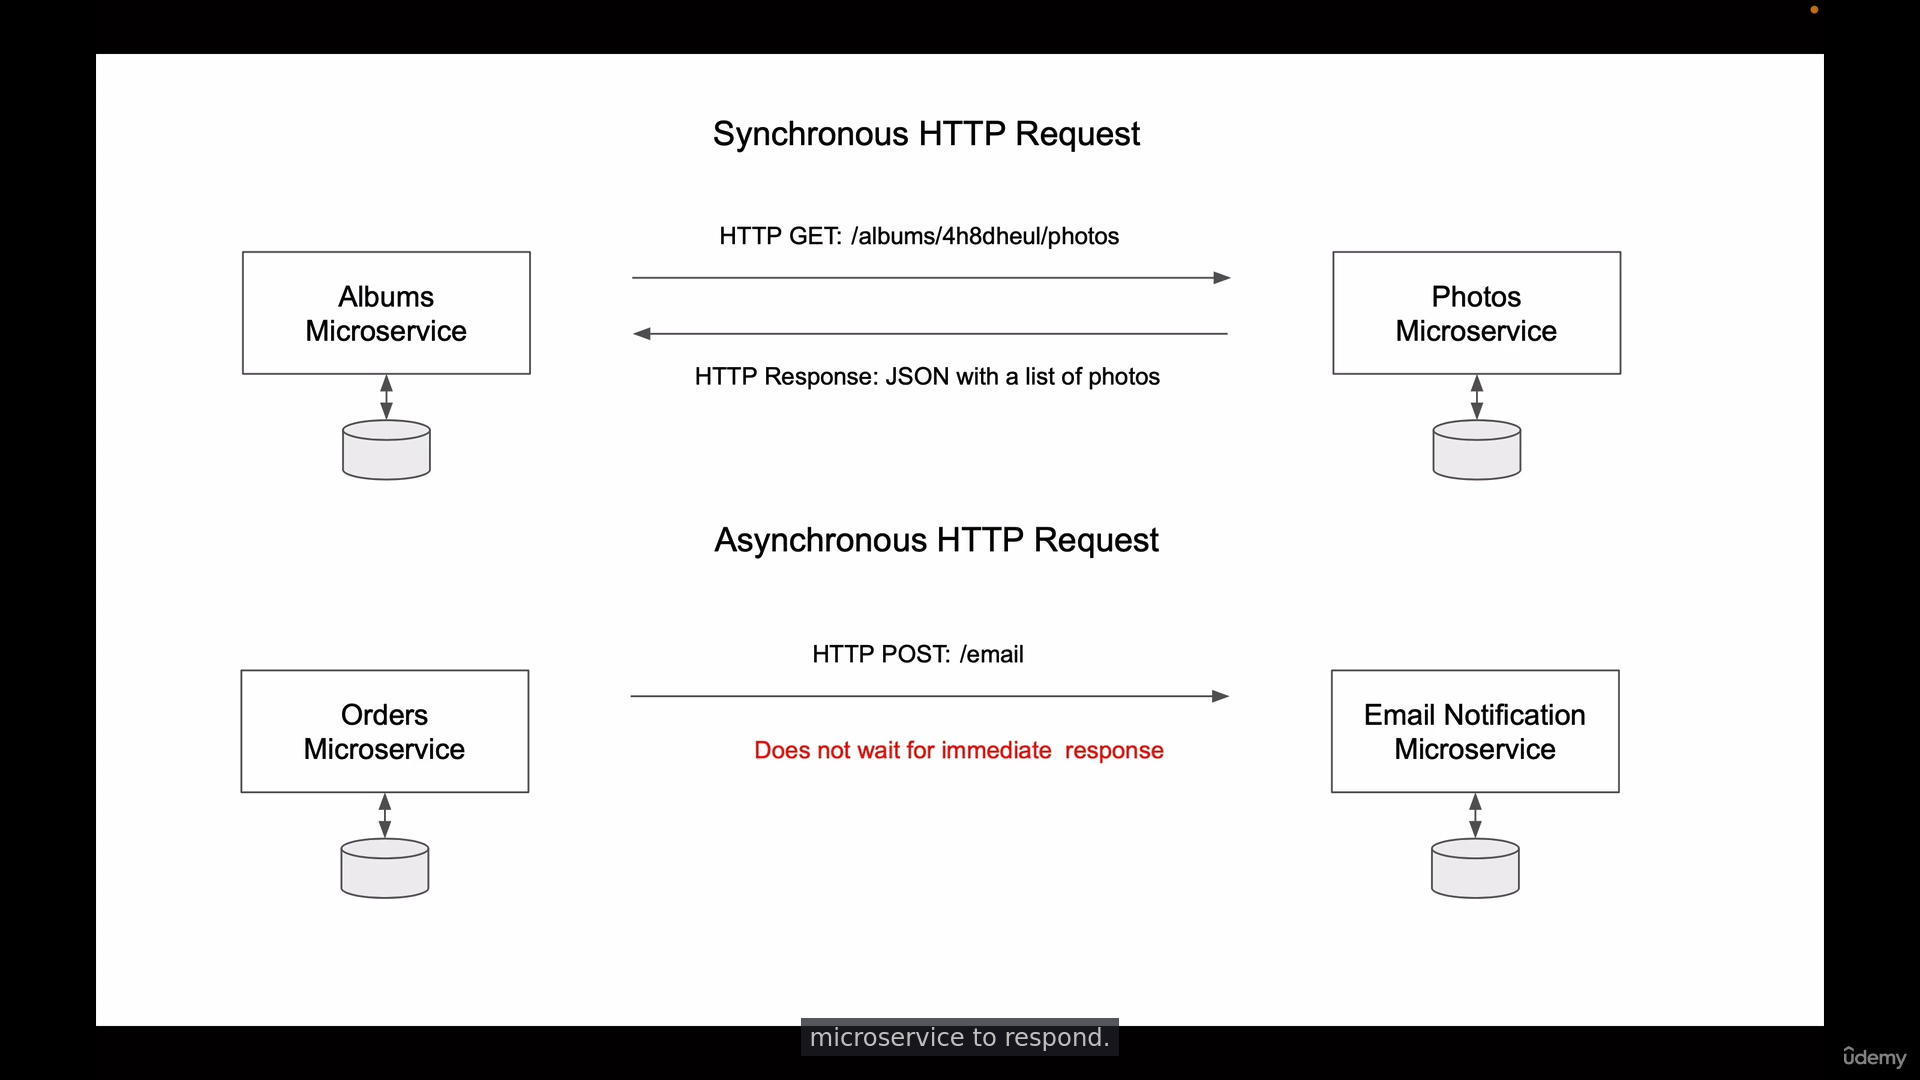 Synchronous HTTP Request
HTTP GET: /albums/4h8dheul/photos
Albums
Microservice
Photos
Microservice
HTTP Response: JSON with a list of photos
Asynchronous HTTP Request
HTTP POST: /email
Orders
Microservice
Email Notification
Microservice
Does not wait for immediate  response
microservice to respond.
udemy